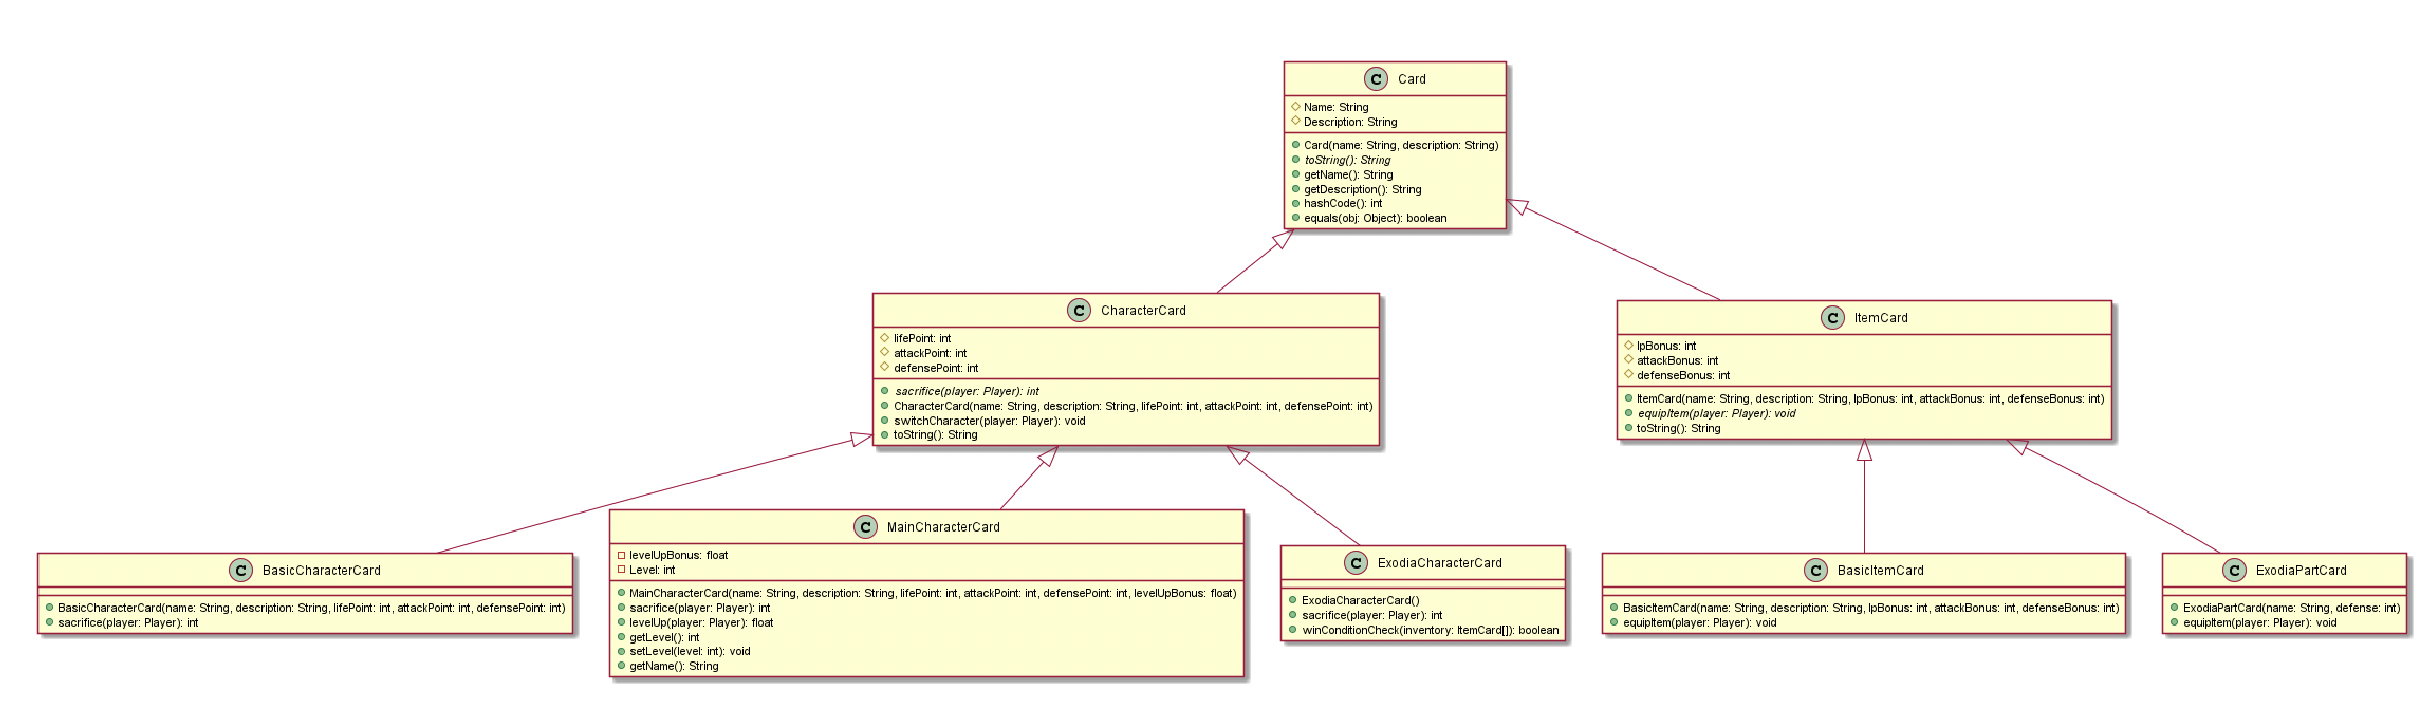 C Card
Name: String
Description: String
Card(name: String, description: String)
toString(): String
getName(): String
getDescription(): String
hashCode(): int
equals(obj: Object): boolean
C CharacterCard
lifePoint: int
attackPoint: int
defensePoint: int
sacrifice(player: Player): int
CharacterCard(name: String, description: String, lifePoint: int, attackPoint: int, defensePoint: int)
switchCharacter(player: Player): void
toString(): String
C ItemCard
lpBonus: int
attackBonus: int
defenseBonus: int
ItemCard(name: String, description: String, lpBonus: int, attackBonus: int, defenseBonus: int)
equipItem(player: Player): void
toString(): String
C BasicCharacterCard
BasicCharacterCard(name: String, description: String, lifePoint: int, attackPoint: int, defensePoint: int)
sacrifice(player: Player): int
C MainCharacterCard
levelUpBonus: float
Level: int
MainCharacterCard(name: String, description: String, lifePoint: int, attackPoint: int, defensePoint: int, levelUpBonus: float)
sacrifice(player: Player): int
levelUp(player: Player): float
getLevel(): int
setLevel(level: int): void
getName(): String
C ExodiaCharacterCard
ExodiaCharacterCard()
sacrifice(player: Player): int
winConditionCheck(inventory: ItemCard[]): boolean
C BasicItemCard
BasicItemCard(name: String, description: String, lpBonus: int, attackBonus: int, defenseBonus: int)
equipItem(player: Player): void
C ExodiaPartCard
ExodiaPartCard(name: String, defense: int)
equipItem(player: Player): void